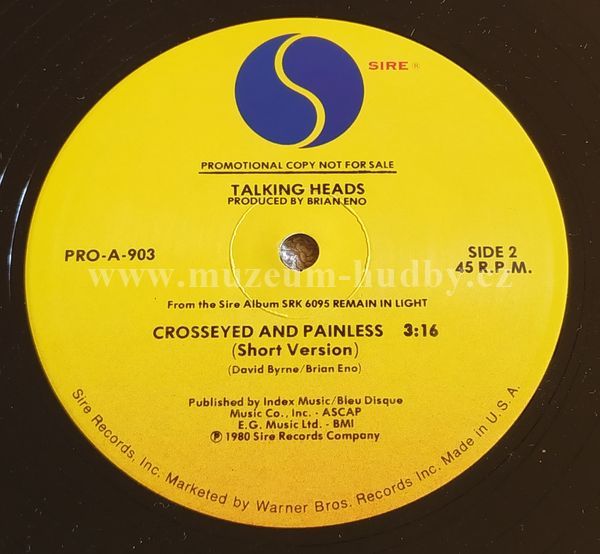 SIRE ®
PROMOTIONAL COPY NOT FOR SALE
TALKING HEADS
PRODUCED BY BRIAN ENO
PRO-A-903
SIDE 2
45 R.P.M.
www.muzeum-hudby.cz
From the Sire Album SRK 6095 REMAIN IN LIGHT
CROSSEYED AND PAINLESS 3:16
(Short Version)
(David Byrne/Brian Eno)
Published by Index Music/Bleu Disque
Music Co., Inc. - ASCAP
E.G. Music Ltd. - BMI
℗ 1980 Sire Records Company
Sire Records, Inc. Marketed by Warner Bros. Records Inc. Made in U.S.A.